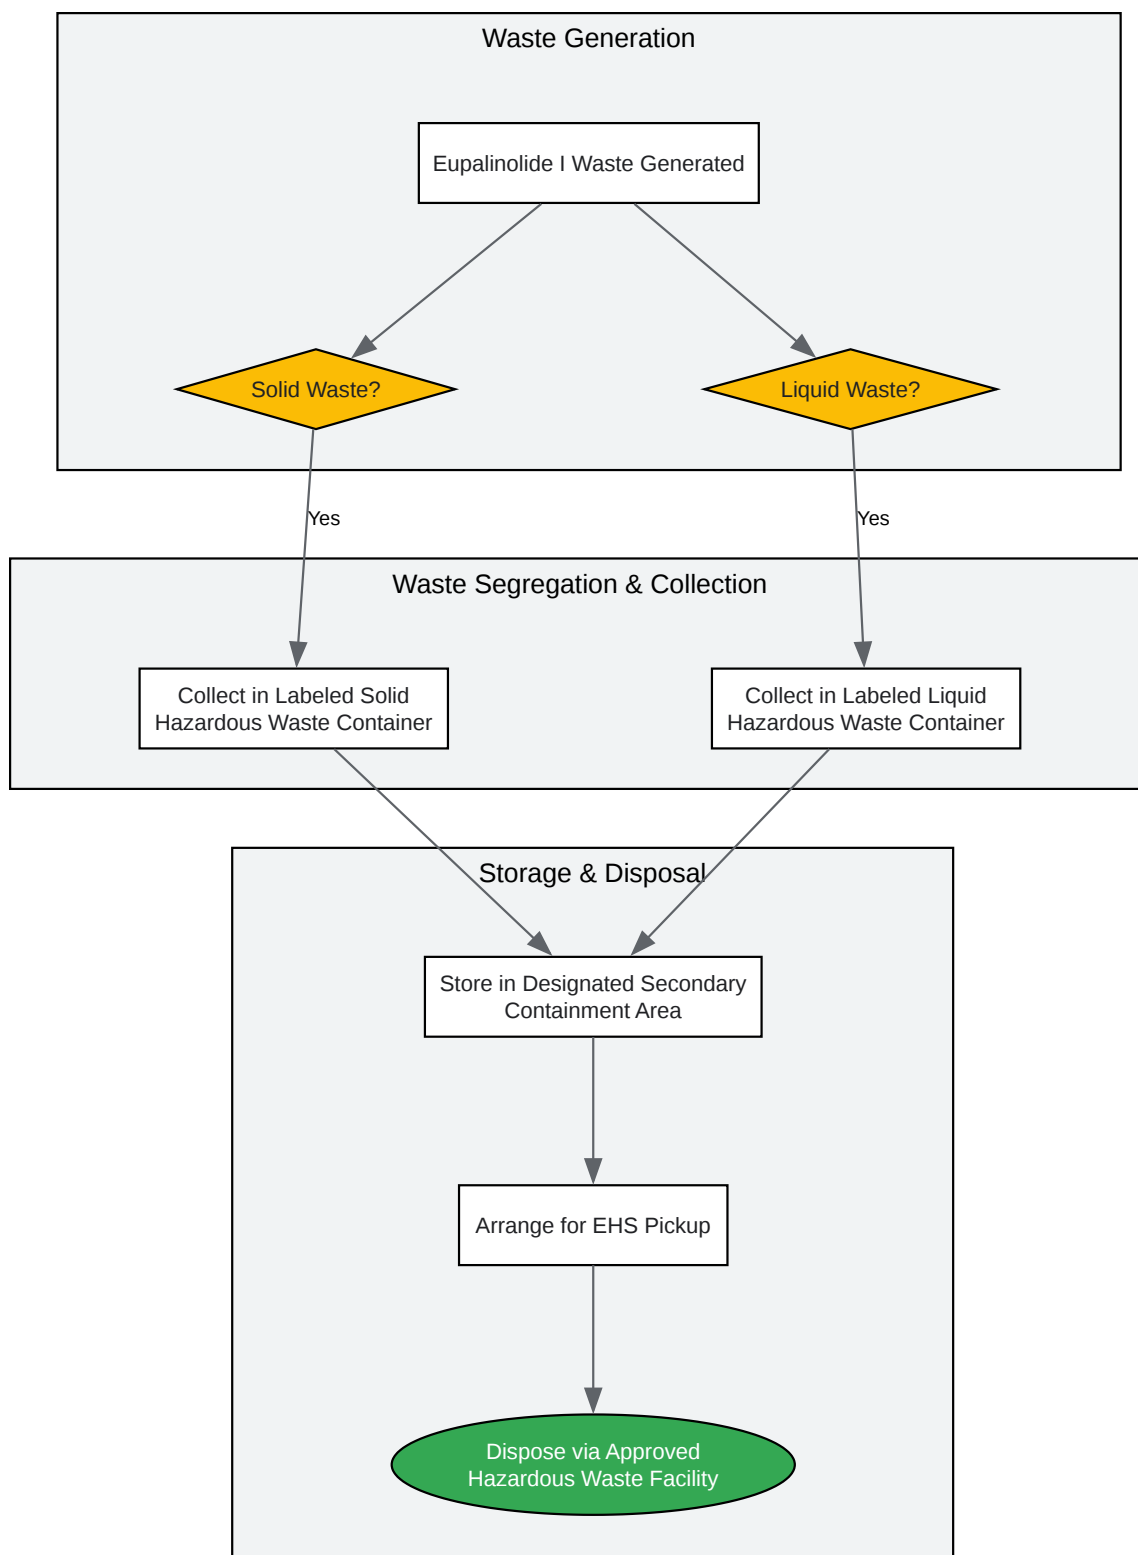 Waste Generation
Eupalinolide I Waste Generated
Solid Waste?
Liquid Waste?
Yes
Yes
Waste Segregation & Collection
Collect in Labeled Solid
Hazardous Waste Container
Collect in Labeled Liquid
Hazardous Waste Container
Storage & Disposal
Store in Designated Secondary
Containment Area
Arrange for EHS Pickup
Dispose via Approved
Hazardous Waste Facility